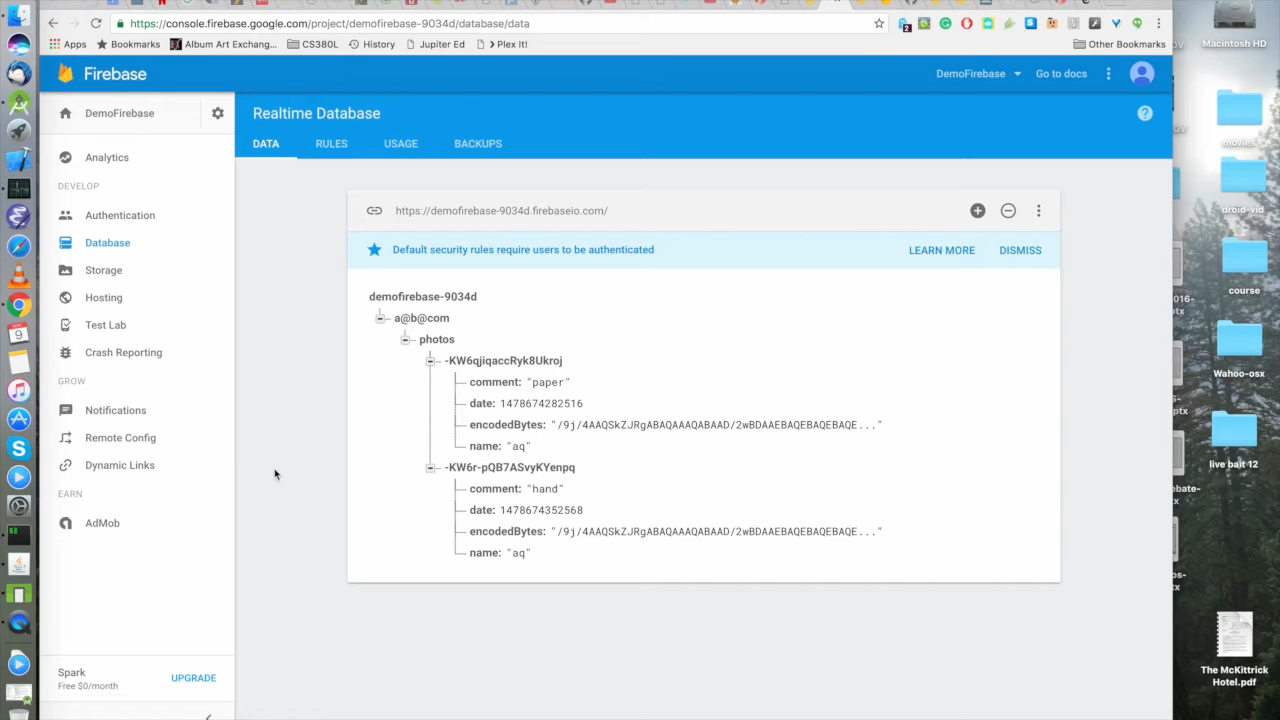 https://console.firebase.google.com/project/demofirebase-9034d/database/data
Apps
Bookmarks
Album Art Exchang...
CS380L
History
Jupiter Ed
Plex It!
Other Bookmarks
Firebase
DemoFirebase
Go to docs
DemoFirebase
Analytics
DEVELOP
Authentication
Database
Storage
Hosting
Test Lab
Crash Reporting
GROW
Notifications
Remote Config
Dynamic Links
EARN
AdMob
Spark
Free $0/month
UPGRADE
Realtime Database
DATA
RULES
USAGE
BACKUPS
https://demofirebase-9034d.firebaseio.com/
Default security rules require users to be authenticated
LEARN MORE
DISMISS
demofirebase-9034d
a@b@com
photos
-KW6qjiqaccRyk8Ukroj
comment: "paper"
date: 1478674282516
encodedBytes: "/9j/4AAQSkZJRgABAQAAAQABAAD/2wBDAAEBAQEBAQEBAQE..."
name: "aq"
-KW6r-pQB7ASvyKYenpq
comment: "hand"
date: 1478674352568
encodedBytes: "/9j/4AAQSkZJRgABAQAAAQABAAD/2wBDAAEBAQEBAQEBAQE..."
name: "aq"
Macintosh HD
movies
droid-vid
course
Wahoo-osx
live bait 12
The McKittrick
Hotel.pdf